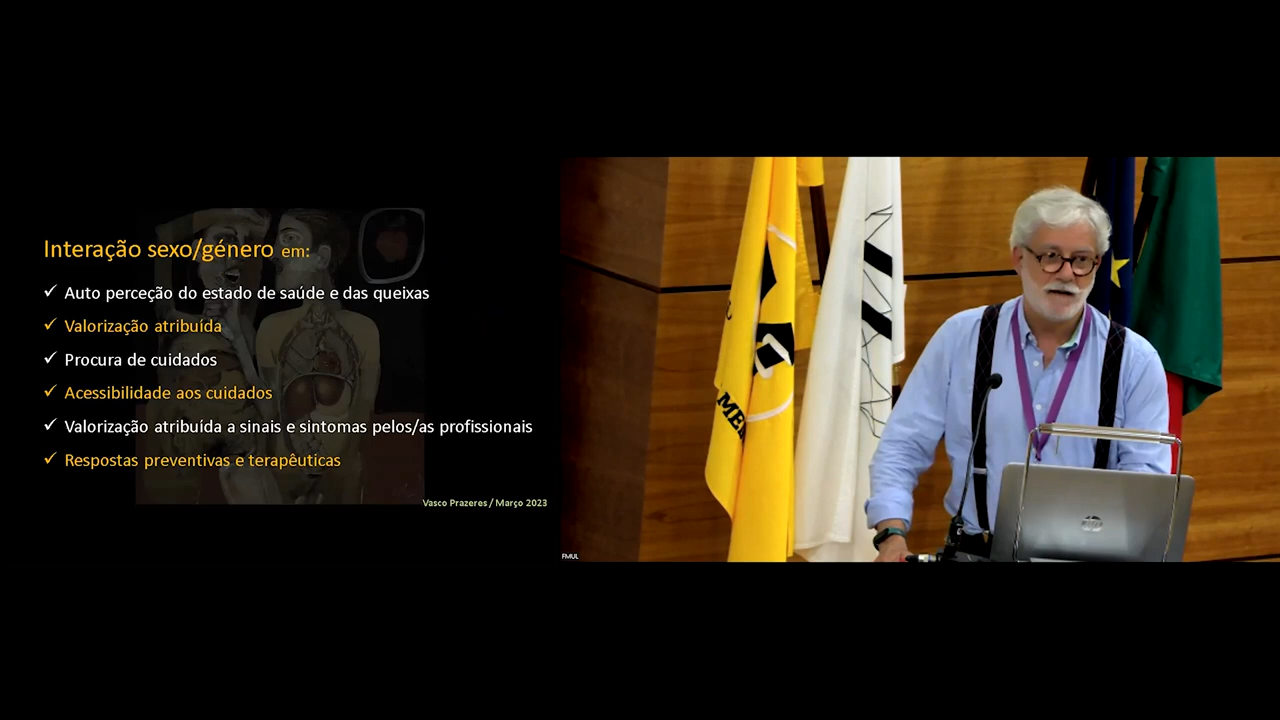 Interação sexo/género em:
Auto perceção do estado de saúde e das queixas
Valorização atribuída
Procura de cuidados
Acessibilidade aos cuidados
Valorização atribuída a sinais e sintomas pelos/as profissionais
Respostas preventivas e terapêuticas
Vasco Prazeres / Março 2023
FMUL
hp